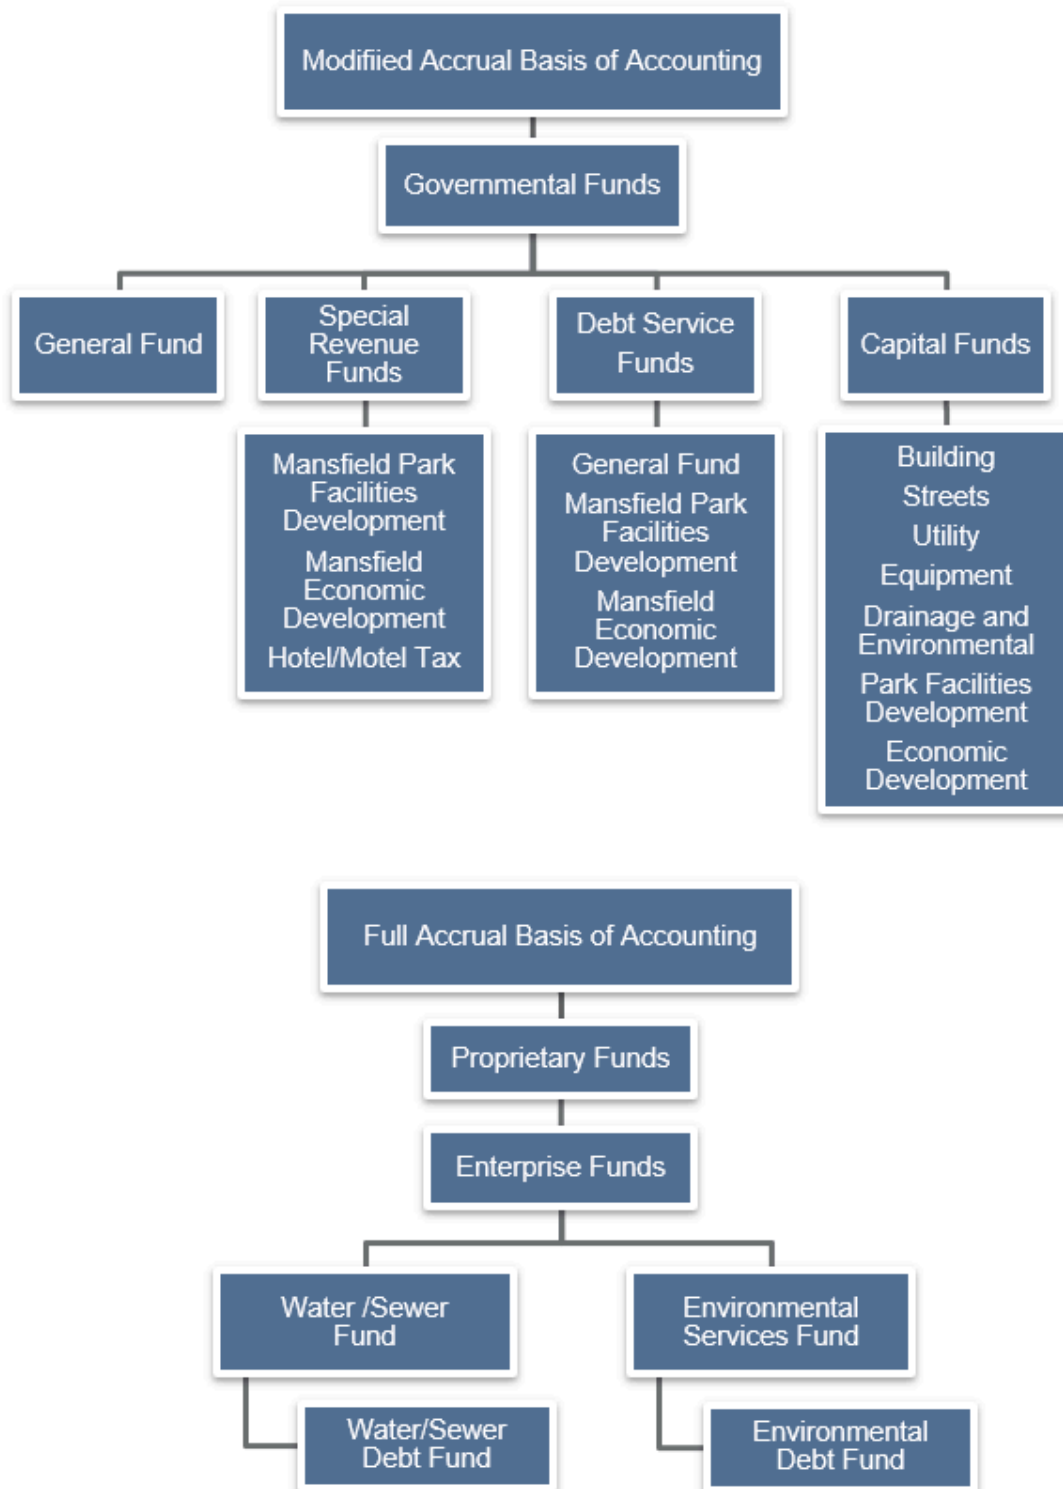 Modifiied Accrual Basis of Accounting
Governmental Funds
General Fund
Special
Revenue
Funds
Debt Service
Funds
Capital Funds
Mansfield Park
Facilities
Development
Mansfield
Economic
Development
Hotel/Motel Tax
General Fund
Mansfield Park
Facilities
Development
Mansfield
Economic
Development
Building
Streets
Utility
Equipment
Drainage and
Environmental
Park Facilities
Development
Economic
Development
Full Accrual Basis of Accounting
Proprietary Funds
Enterprise Funds
Water /Sewer
Fund
Environmental
Services Fund
Water/Sewer
Debt Fund
Environmental
Debt Fund